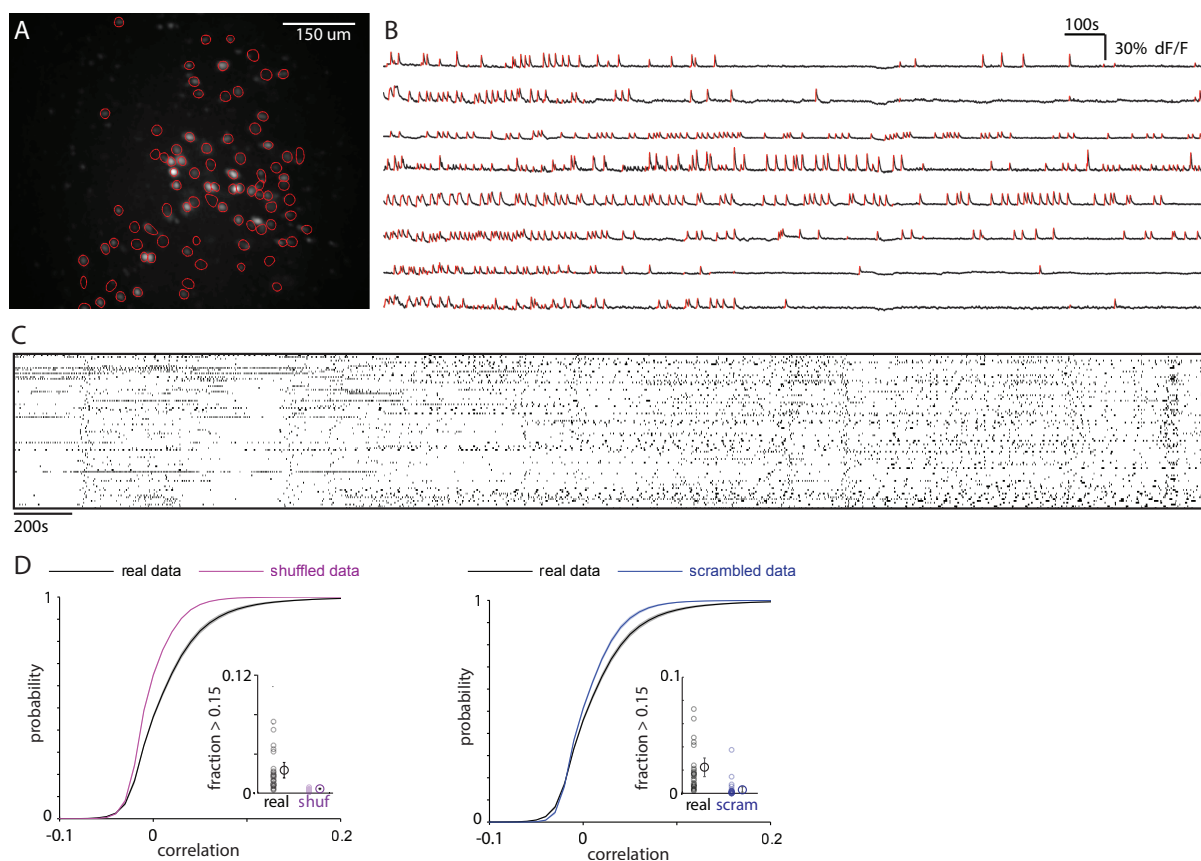 A
150 um
B
100s
30% dF/F
C
200s
D
real data
shuffled data
1
probability
0
-0.1
0
0.2
correlation
0.12
fraction > 0.15
0
real
shuf
real data
scrambled data
1
probability
0
-0.1
0
0.2
correlation
0.1
fraction > 0.15
0
real
scram